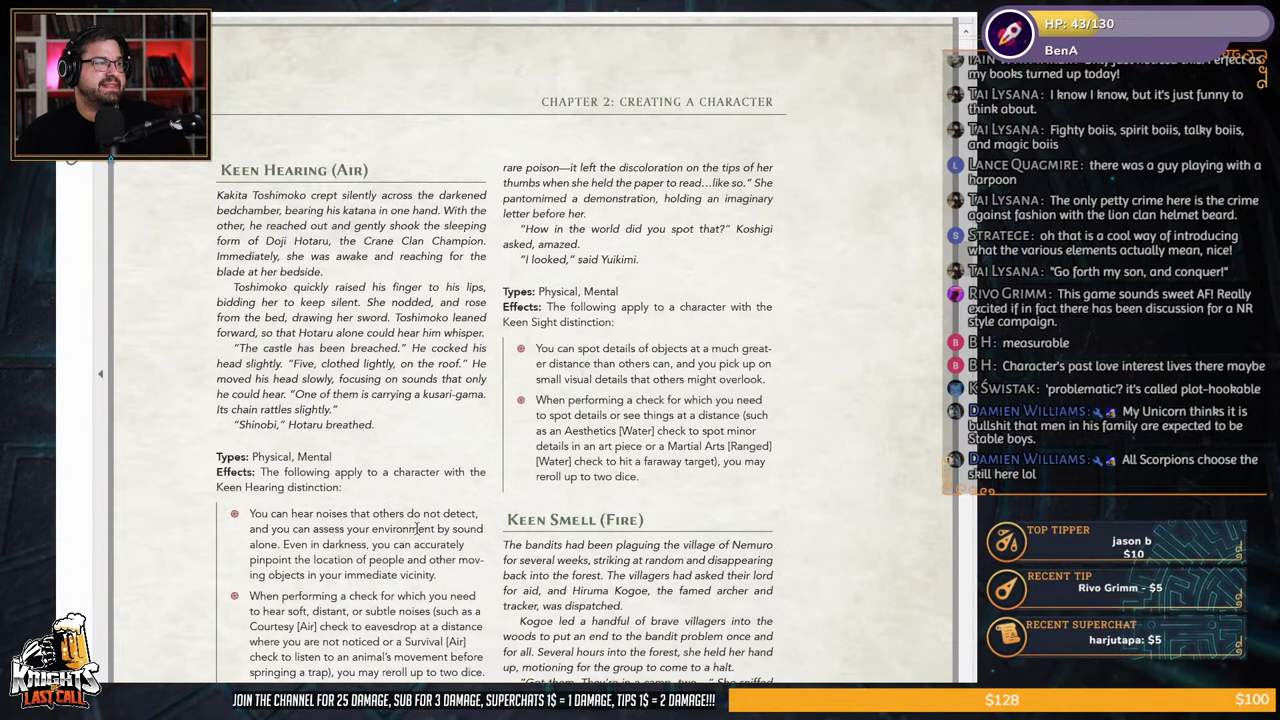 HP: 43/130
BenA
CHAPTER 2: CREATING A CHARACTER
KEEN HEARING (AIR)
Kakita Toshimoko crept silently across the darkened
bedchamber, bearing his katana in one hand. With the
other, he reached out and gently shook the sleeping
form of Doji Hotaru, the Crane Clan Champion.
Immediately, she was awake and reaching for the
blade at her bedside.
Toshimoko quickly raised his finger to his lips,
bidding her to keep silent. She nodded, and rose
from the bed, drawing her sword. Toshimoko leaned
forward, so that Hotaru alone could hear him whisper.
“The castle has been breached.” He cocked his
head slightly. “Five, clothed lightly, on the roof.” He
moved his head slowly, focusing on sounds that only
he could hear. “One of them is carrying a kusari-gama.
Its chain rattles slightly.”
“Shinobi,” Hotaru breathed.
Types: Physical, Mental
Effects: The following apply to a character with the
Keen Hearing distinction:
You can hear noises that others do not detect,
and you can assess your environment by sound
alone. Even in darkness, you can accurately
pinpoint the location of people and other mov-
ing objects in your immediate vicinity.
When performing a check for which you need
to hear soft, distant, or subtle noises (such as a
Courtesy [Air] check to eavesdrop at a distance
where you are not noticed or a Survival [Air]
check to listen to an animal’s movement before
springing a trap), you may reroll up to two dice.
rare poison—it left the discoloration on the tips of her
thumbs when she held the paper to read…like so.” She
pantomimed a demonstration, holding an imaginary
letter before her.
“How in the world did you spot that?” Koshigi
asked, amazed.
“I looked,” said Yuikimi.
Types: Physical, Mental
Effects: The following apply to a character with the
Keen Sight distinction:
You can spot details of objects at a much great-
er distance than others can, and you pick up on
small visual details that others might overlook.
When performing a check for which you need
to spot details or see things at a distance (such
as an Aesthetics [Water] check to spot minor
details in an art piece or a Martial Arts [Ranged]
[Water] check to hit a faraway target), you may
reroll up to two dice.
KEEN SMELL (FIRE)
The bandits had been plaguing the village of Nemuro
for several weeks, striking at random and disappearing
back into the forest. The villagers had asked their lord
for aid, and Hiruma Kogoe, the famed archer and
tracker, was dispatched.
Kogoe led a handful of brave villagers into the
woods to put an end to the bandit problem once and
for all. Several hours into the forest, she held her hand
up, motioning for the group to come to a halt.
my books turned up today!
TAI LYSANA: I know I know, but it's just funny to
think about.
TAI LYSANA: Fighty boiis, spirit boiis, talky boiis,
and magic boiis
LANCE QUAGMIRE: there was a guy playing with a
harpoon
TAI LYSANA: The only petty crime here is the crime
against fashion with the lion clan helmet beard.
STRATEGE: oh that is a cool way of introducing
what the various elements actually mean, nice!
TAI LYSANA: "Go forth my son, and conquer!"
RIVO GRIMM: This game sounds sweet AF! Really
excited if in fact there has been discussion for a NR
style campaign.
B H: measurable
B H: Character's past love interest lives there maybe
K ŚWISTAK: 'problematic'? it's called plot-hookable
DAMIEN WILLIAMS: My Unicorn thinks it is
bullshit that men in his family are expected to be
Stable boys.
DAMIEN WILLIAMS: All Scorpions choose the
skill here lol
TOP TIPPER
jason b
$10
RECENT TIP
Rivo Grimm - $5
RECENT SUPERCHAT
harjutapa: $5
KNIGHTS
OF
LAST CALL
JOIN THE CHANNEL FOR 25 DAMAGE, SUB FOR 3 DAMAGE, SUPERCHATS 1$ = 1 DAMAGE, TIPS 1$ = 2 DAMAGE!!!
$128
$100